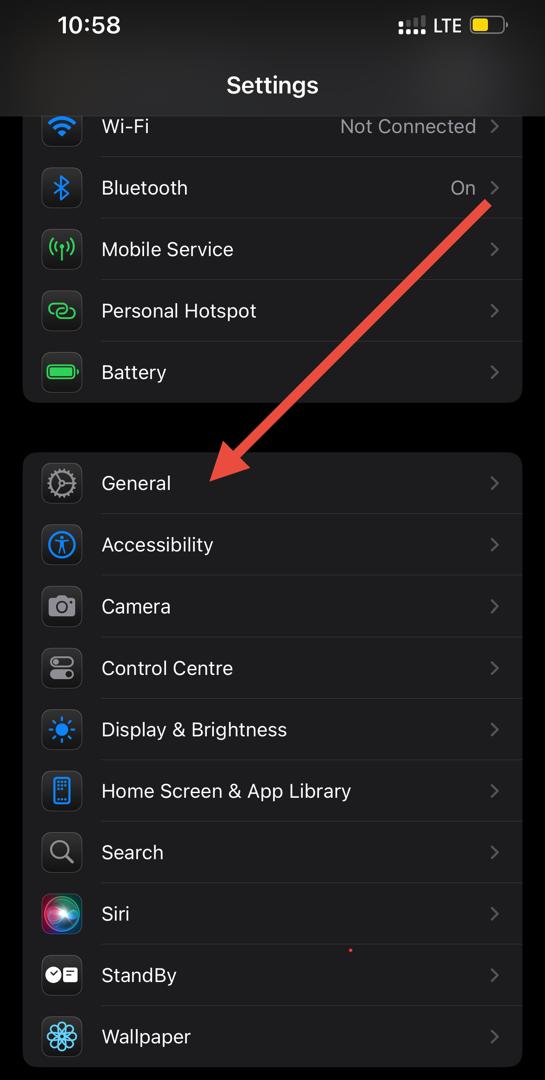 10:58 LTE
Settings
Wi-Fi Not Connected
Bluetooth On
Mobile Service
Personal Hotspot
Battery
General
Accessibility
Camera
Control Centre
Display & Brightness
Home Screen & App Library
Search
Siri
StandBy
Wallpaper